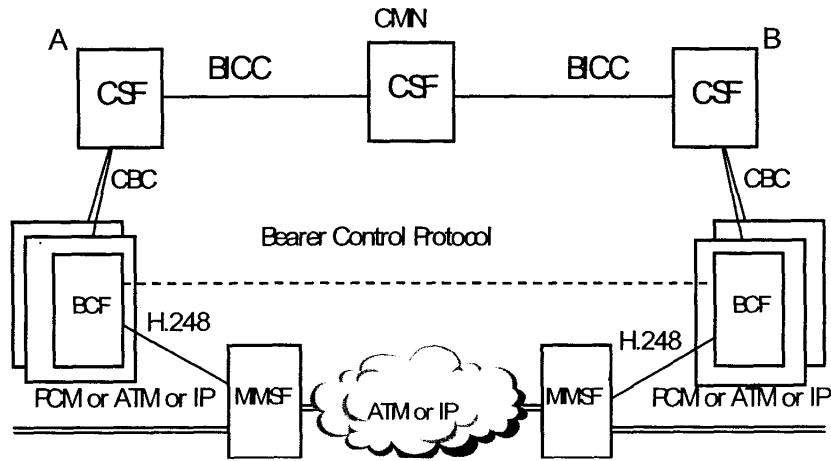 CMN
A
B
BICC
BICC
CSF
CSF
CSF
CBC
CBC
Bearer Control Protocol
BCF
BCF
H.248
H.248
PCM or ATM or IP
MMSF
ATM or IP
MMSF
PCM or ATM or IP